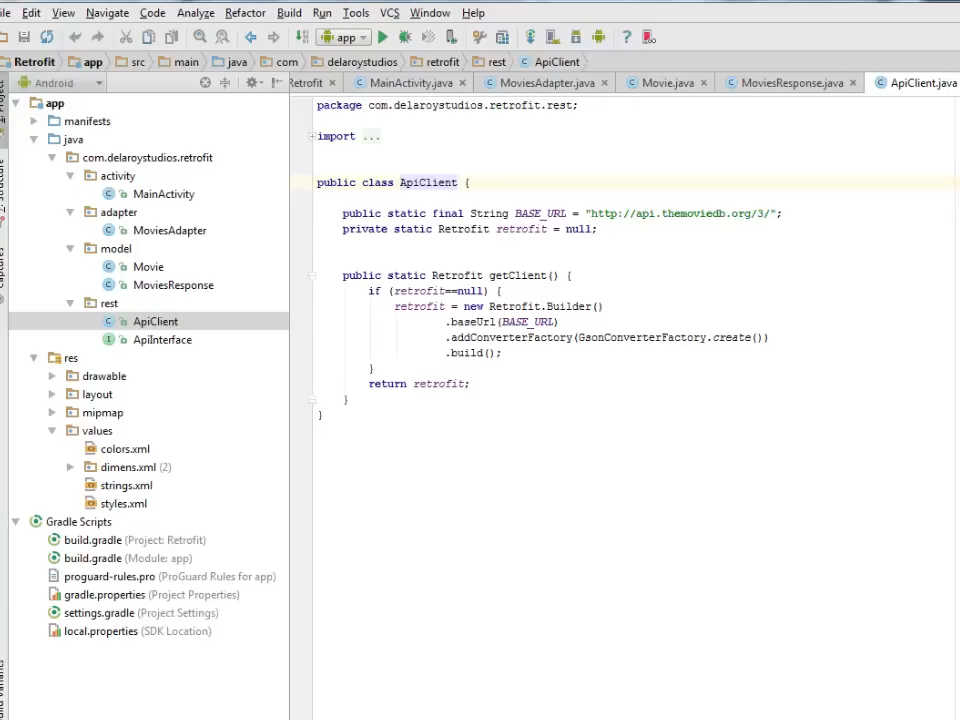 Edit View Navigate Code Analyze Refactor Build Run Tools VCS Window Help
app
Retrofit app src main java com delaroystudios retrofit rest ApiClient
Android
Retrofit MainActivity.java MoviesAdapter.java Movie.java MoviesResponse.java ApiClient.java
app
manifests
java
com.delaroystudios.retrofit
activity
MainActivity
adapter
MoviesAdapter
model
Movie
MoviesResponse
rest
ApiClient
ApiInterface
res
drawable
layout
mipmap
values
colors.xml
dimens.xml (2)
strings.xml
styles.xml
Gradle Scripts
build.gradle (Project: Retrofit)
build.gradle (Module: app)
proguard-rules.pro (ProGuard Rules for app)
gradle.properties (Project Properties)
settings.gradle (Project Settings)
local.properties (SDK Location)
package com.delaroystudios.retrofit.rest;
import ...
public class ApiClient {
public static final String BASE_URL = "http://api.themoviedb.org/3/";
private static Retrofit retrofit = null;
public static Retrofit getClient() {
if (retrofit==null) {
retrofit = new Retrofit.Builder()
.baseUrl(BASE_URL)
.addConverterFactory(GsonConverterFactory.create())
.build();
}
return retrofit;
}
}